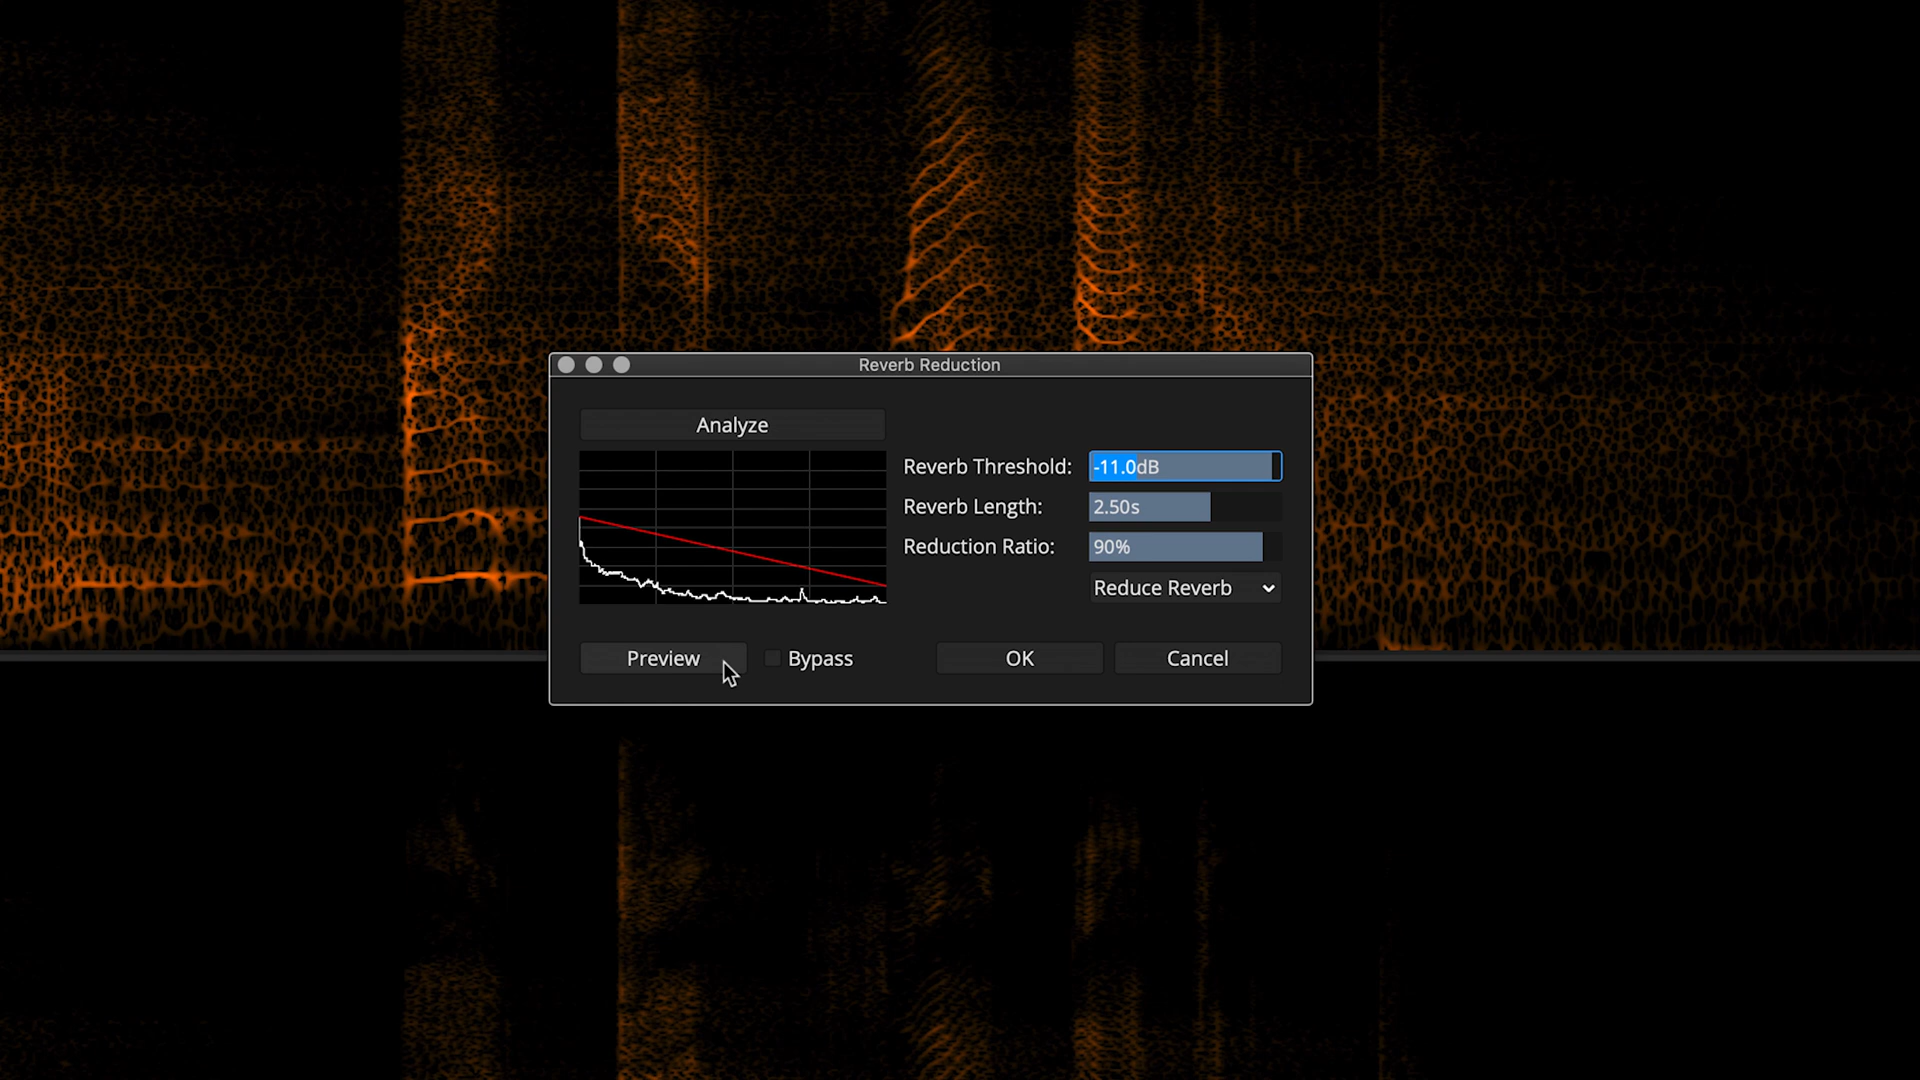 Reverb Reduction
Analyze
Reverb Threshold: -11.0dB
Reverb Length: 2.50s
Reduction Ratio: 90%
Reduce Reverb
Preview Bypass OK Cancel